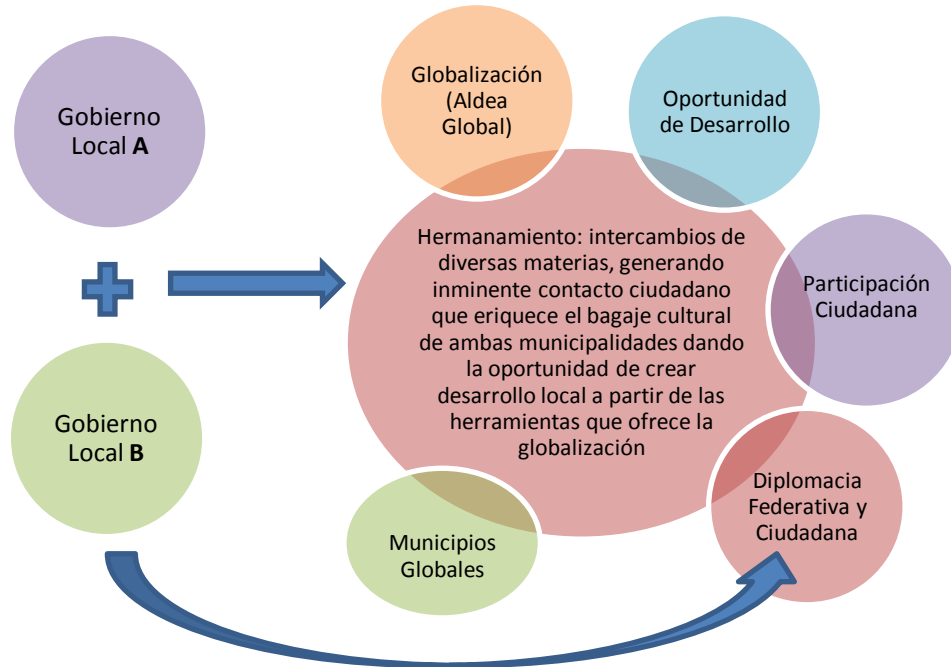 Gobierno
Local A
Gobierno
Local B
Globalización
(Aldea
Global)
Oportunidad
de Desarrollo
Hermanamiento: intercambios de
diversas materias, generando
inminente contacto ciudadano
que eriquece el bagaje cultural
de ambas municipalidades dando
la oportunidad de crear
desarrollo local a partir de las
herramientas que ofrece la
globalización
Participación
Ciudadana
Diplomacia
Federativa y
Ciudadana
Municipios
Globales